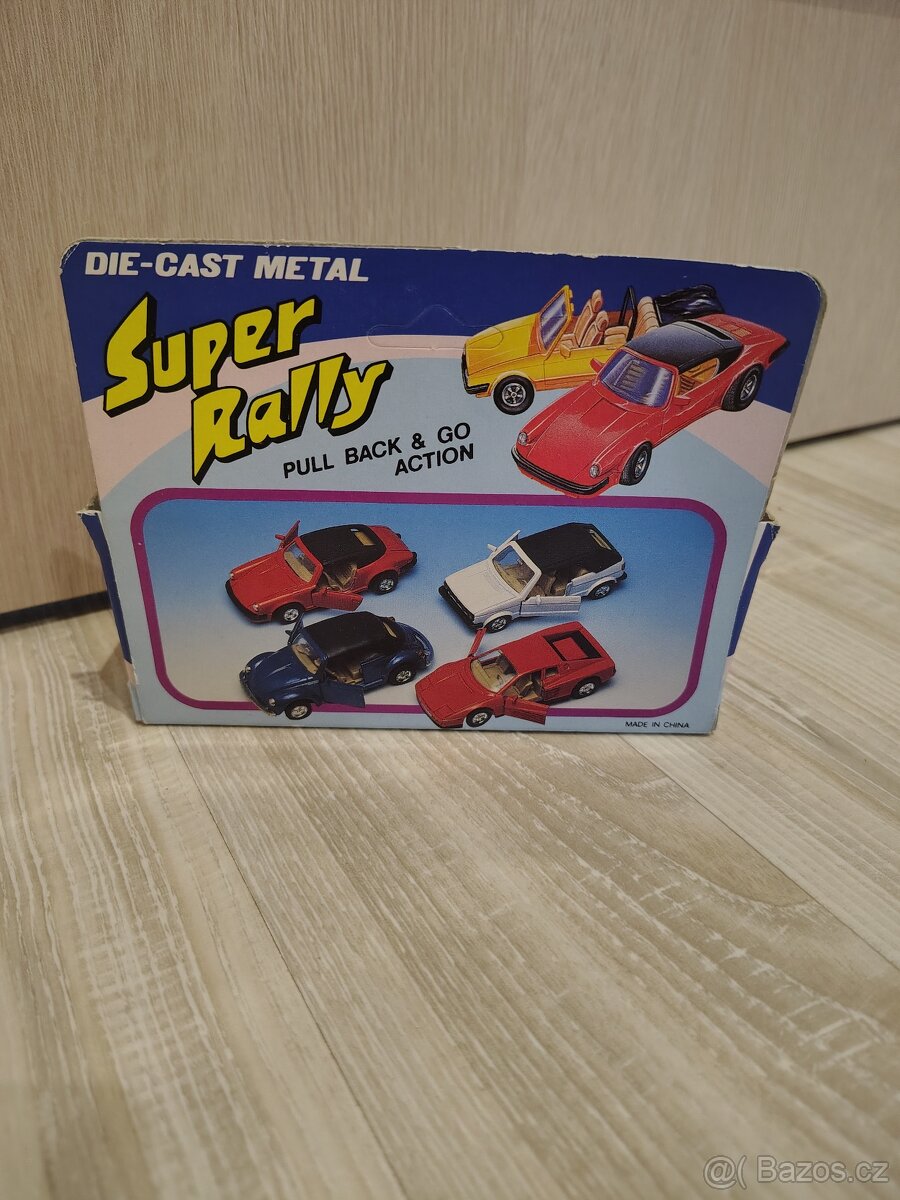 DIE-CAST METAL
Super
Rally
PULL BACK & GO
ACTION
MADE IN CHINA
@( Bazos.cz